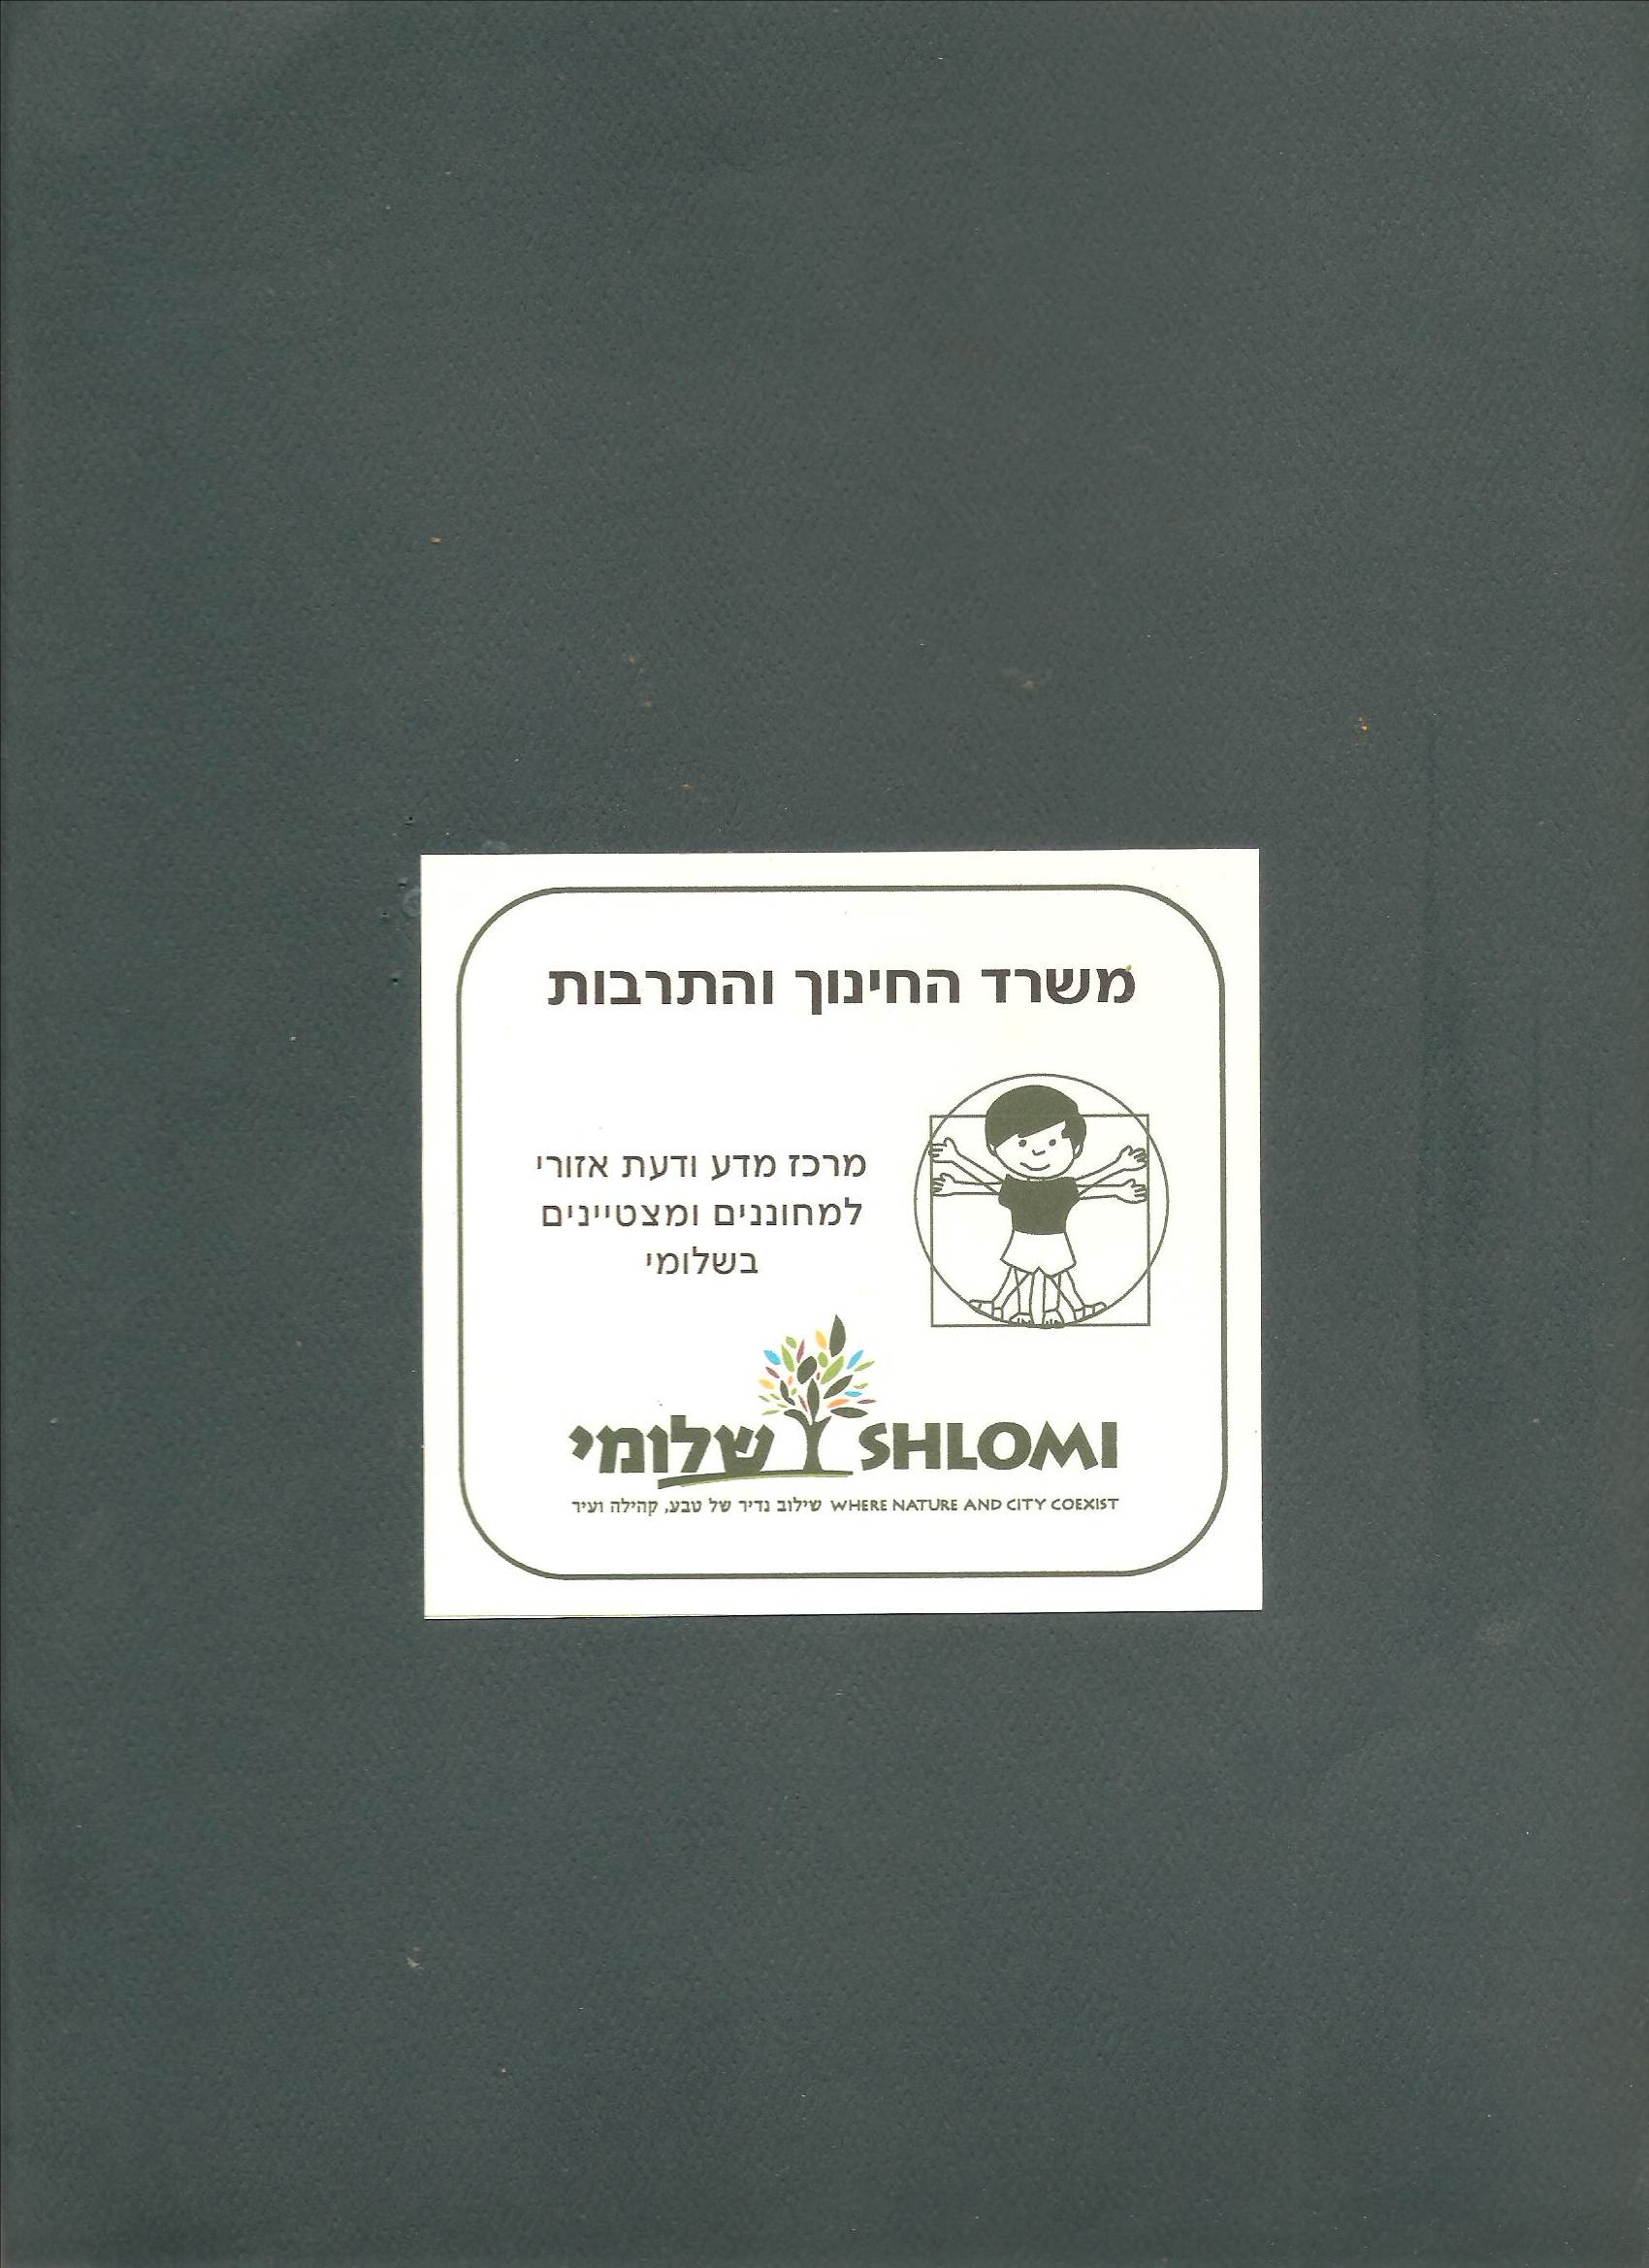 משרד החינוך והתרבות
מרכז מדע ודעת אזורי
למחוננים ומצטיינים
בשלומי
שלומי SHLOMI
שילוב נדיר של טבע, קהילה ועיר WHERE NATURE AND CITY COEXIST